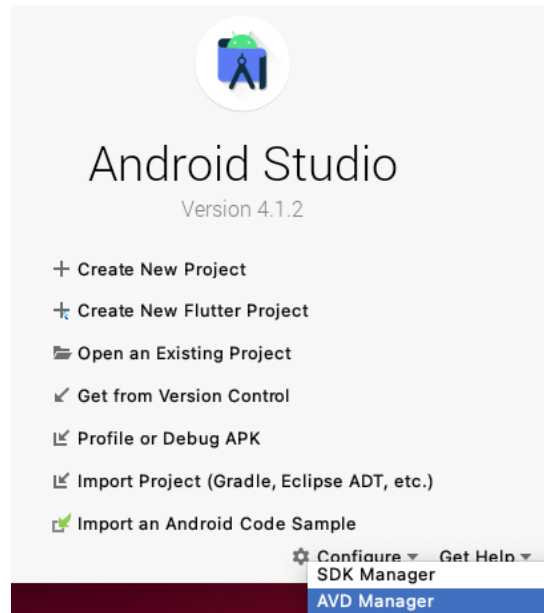 Android Studio
Version 4.1.2
Create New Project
Create New Flutter Project
Open an Existing Project
Get from Version Control
Profile or Debug APK
Import Project (Gradle, Eclipse ADT, etc.)
Import an Android Code Sample
Configure Get Help
SDK Manager
AVD Manager